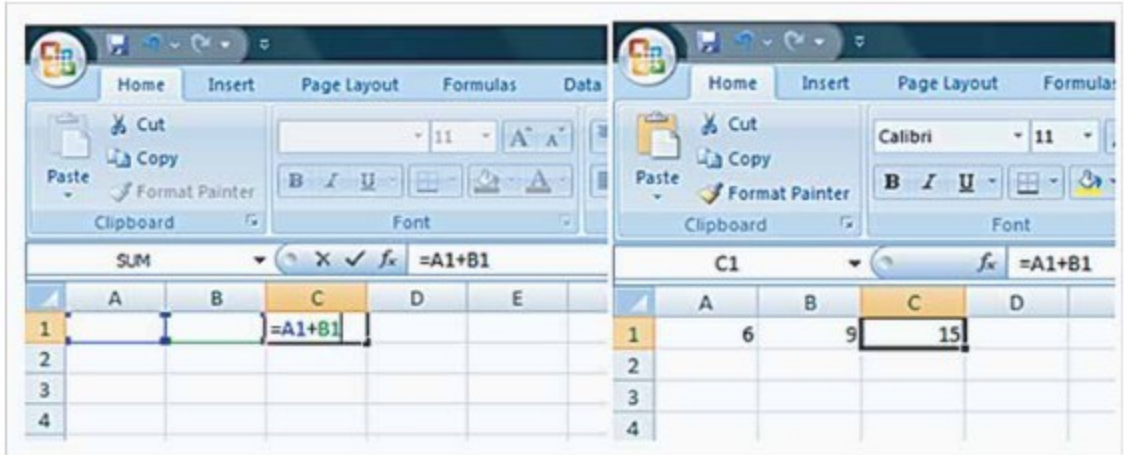 Home Insert Page Layout Formulas Data
Cut
Copy
Paste
Format Painter
11
A A
B I U A
Clipboard Font
SUM fx =A1+B1
A B C D E
1 =A1+B1
2
3
4
Home Insert Page Layout Formulas
Cut
Copy
Paste
Format Painter
Calibri 11
B I U
Clipboard Font
C1 fx =A1+B1
A B C D
1 6 9 15
2
3
4